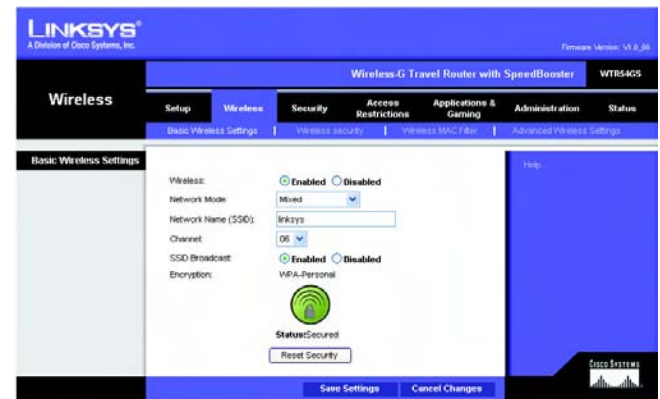 LINKSYS®
A Division of Cisco Systems, Inc.
Firmware Version: V1.0_06
Wireless-G Travel Router with SpeedBooster WTR54GS
Wireless
Setup Wireless Security Access Restrictions Applications & Gaming Administration Status
Basic Wireless Settings | Wireless security | Wireless MAC Filter | Advanced Wireless Settings
Basic Wireless Settings
Help...
Wireless: Enabled Disabled
Network Mode: Mixed
Network Name (SSID): linksys
Channel: 06
SSID Broadcast: Enabled Disabled
Encryption: WPA-Personal
Status:Secured
Reset Security
Save Settings Cancel Changes
CISCO SYSTEMS